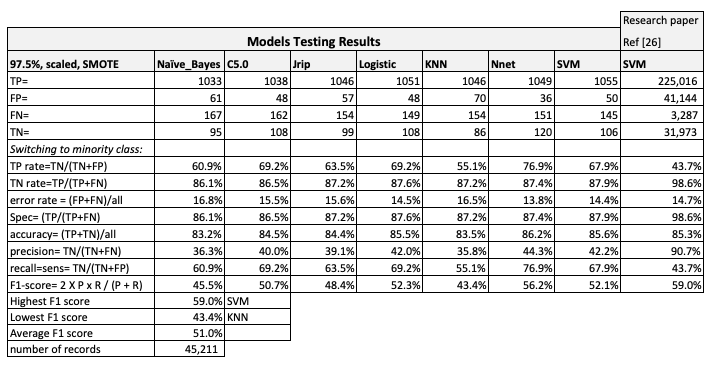 Research paper
Models Testing Results Ref [26]
97.5%, scaled, SMOTE Naïve_Bayes C5.0 Jrip Logistic KNN Nnet SVM SVM
TP= 1033 1038 1046 1051 1046 1049 1055 225,016
FP= 61 48 57 48 70 36 50 41,144
FN= 167 162 154 149 154 151 145 3,287
TN= 95 108 99 108 86 120 106 31,973
Switching to minority class:
TP rate=TN/(TN+FP) 60.9% 69.2% 63.5% 69.2% 55.1% 76.9% 67.9% 43.7%
TN rate=TP/(TP+FN) 86.1% 86.5% 87.2% 87.6% 87.2% 87.4% 87.9% 98.6%
error rate = (FP+FN)/all 16.8% 15.5% 15.6% 14.5% 16.5% 13.8% 14.4% 14.7%
Spec= (TP/(TP+FN) 86.1% 86.5% 87.2% 87.6% 87.2% 87.4% 87.9% 98.6%
accuracy= (TP+TN)/all 83.2% 84.5% 84.4% 85.5% 83.5% 86.2% 85.6% 85.3%
precision= TN/(TN+FN) 36.3% 40.0% 39.1% 42.0% 35.8% 44.3% 42.2% 90.7%
recall=sens= TN/(TN+FP) 60.9% 69.2% 63.5% 69.2% 55.1% 76.9% 67.9% 43.7%
F1-score= 2 X P x R / (P + R) 45.5% 50.7% 48.4% 52.3% 43.4% 56.2% 52.1% 59.0%
Highest F1 score 59.0% SVM
Lowest F1 score 43.4% KNN
Average F1 score 51.0%
number of records 45,211